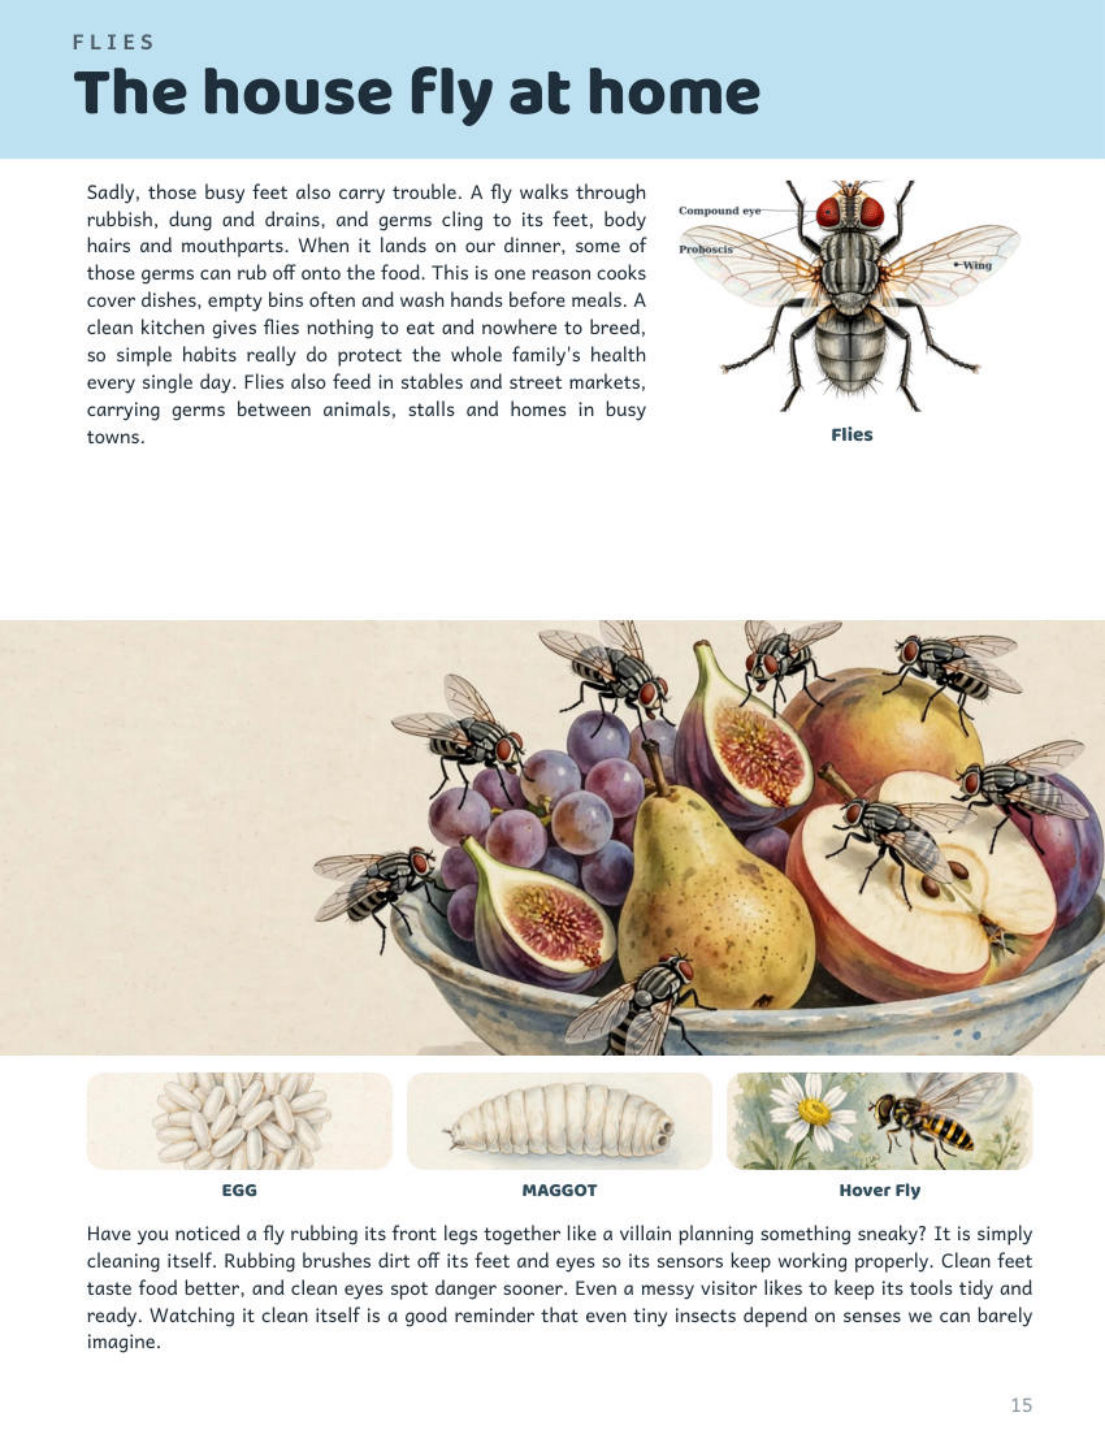 FLIES
The house fly at home
Sadly, those busy feet also carry trouble. A fly walks through
rubbish, dung and drains, and germs cling to its feet, body
hairs and mouthparts. When it lands on our dinner, some of
those germs can rub off onto the food. This is one reason cooks
cover dishes, empty bins often and wash hands before meals. A
clean kitchen gives flies nothing to eat and nowhere to breed,
so simple habits really do protect the whole family's health
every single day. Flies also feed in stables and street markets,
carrying germs between animals, stalls and homes in busy
towns.
Compound eye
Proboscis
Wing
Flies
EGG
MAGGOT
Hover Fly
Have you noticed a fly rubbing its front legs together like a villain planning something sneaky? It is simply
cleaning itself. Rubbing brushes dirt off its feet and eyes so its sensors keep working properly. Clean feet
taste food better, and clean eyes spot danger sooner. Even a messy visitor likes to keep its tools tidy and
ready. Watching it clean itself is a good reminder that even tiny insects depend on senses we can barely
imagine.
15